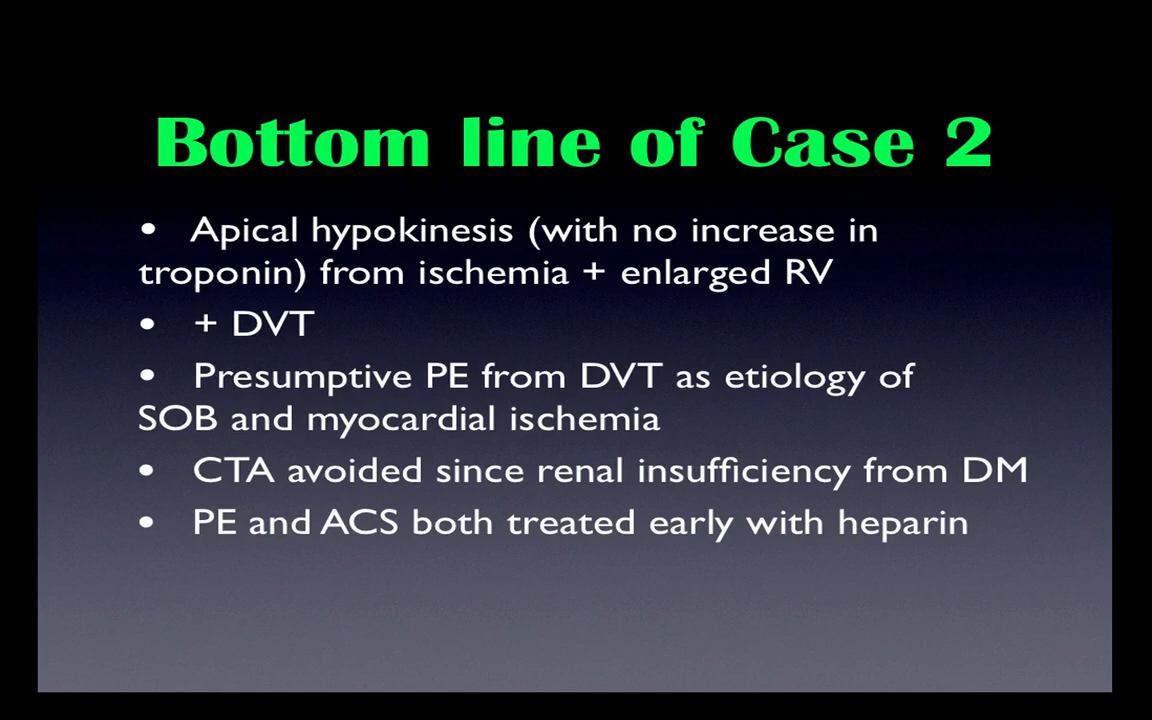 Bottom line of Case 2
• Apical hypokinesis (with no increase in
troponin) from ischemia + enlarged RV
• + DVT
• Presumptive PE from DVT as etiology of
SOB and myocardial ischemia
• CTA avoided since renal insufficiency from DM
• PE and ACS both treated early with heparin